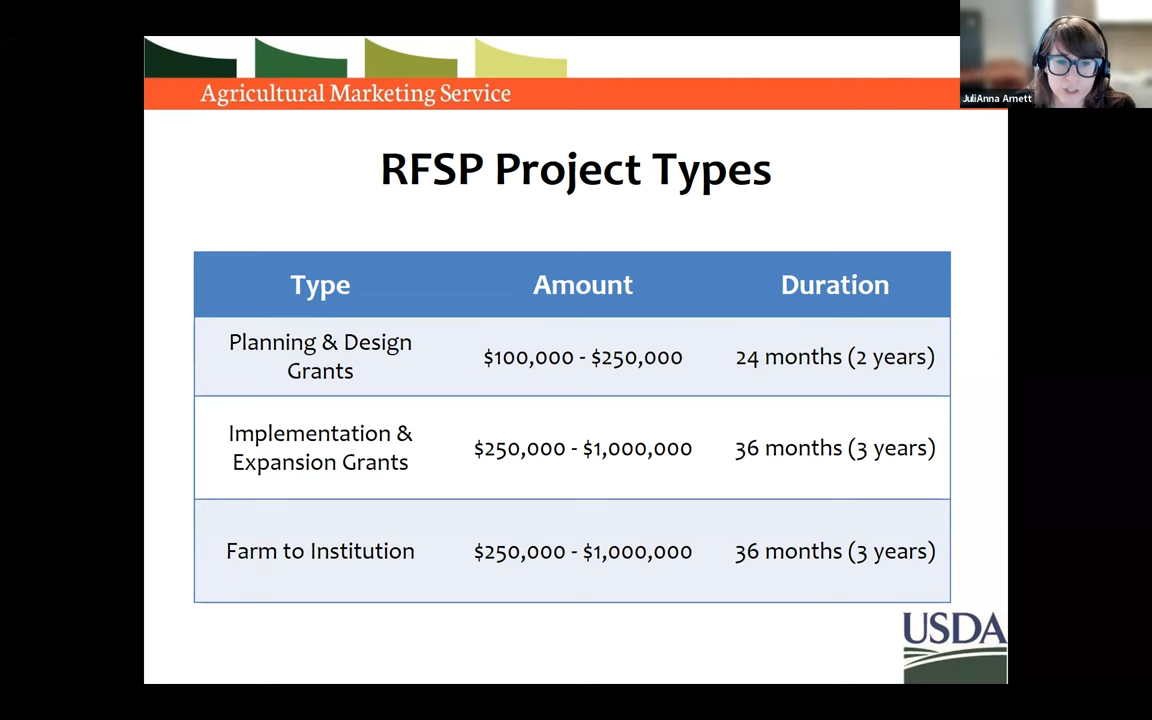 Agricultural Marketing Service
JuliAnna Arnett
RFSP Project Types
Type Amount Duration
Planning & Design
Grants
$100,000 - $250,000
24 months (2 years)
Implementation &
Expansion Grants
$250,000 - $1,000,000
36 months (3 years)
Farm to Institution
$250,000 - $1,000,000
36 months (3 years)
USDA